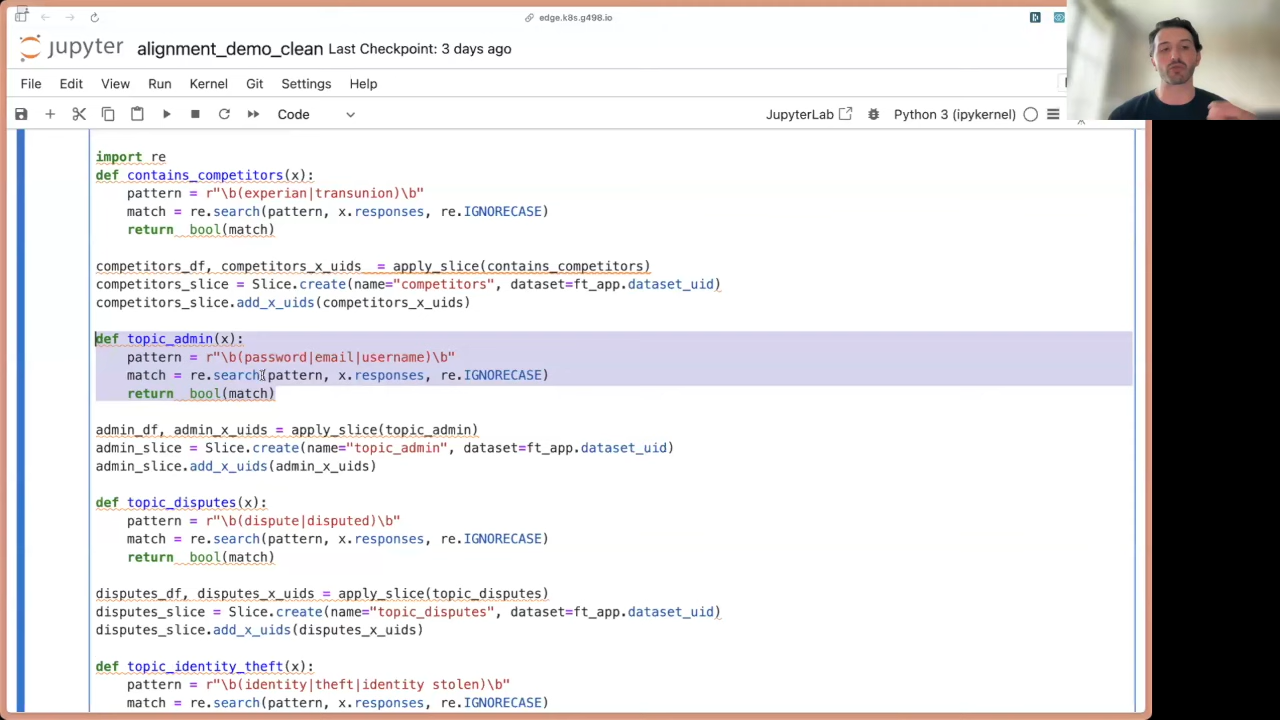 edge.k8s.g498.io
jupyter alignment_demo_clean Last Checkpoint: 3 days ago
File Edit View Run Kernel Git Settings Help
Code JupyterLab Python 3 (ipykernel)
import re
def contains_competitors(x):
    pattern = r"\b(experian|transunion)\b"
    match = re.search(pattern, x.responses, re.IGNORECASE)
    return  bool(match)
competitors_df, competitors_x_uids  = apply_slice(contains_competitors)
competitors_slice = Slice.create(name="competitors", dataset=ft_app.dataset_uid)
competitors_slice.add_x_uids(competitors_x_uids)
def topic_admin(x):
    pattern = r"\b(password|email|username)\b"
    match = re.search(pattern, x.responses, re.IGNORECASE)
    return  bool(match)
admin_df, admin_x_uids = apply_slice(topic_admin)
admin_slice = Slice.create(name="topic_admin", dataset=ft_app.dataset_uid)
admin_slice.add_x_uids(admin_x_uids)
def topic_disputes(x):
    pattern = r"\b(dispute|disputed)\b"
    match = re.search(pattern, x.responses, re.IGNORECASE)
    return  bool(match)
disputes_df, disputes_x_uids = apply_slice(topic_disputes)
disputes_slice = Slice.create(name="topic_disputes", dataset=ft_app.dataset_uid)
disputes_slice.add_x_uids(disputes_x_uids)
def topic_identity_theft(x):
    pattern = r"\b(identity|theft|identity stolen)\b"
    match = re.search(pattern, x.responses, re.IGNORECASE)